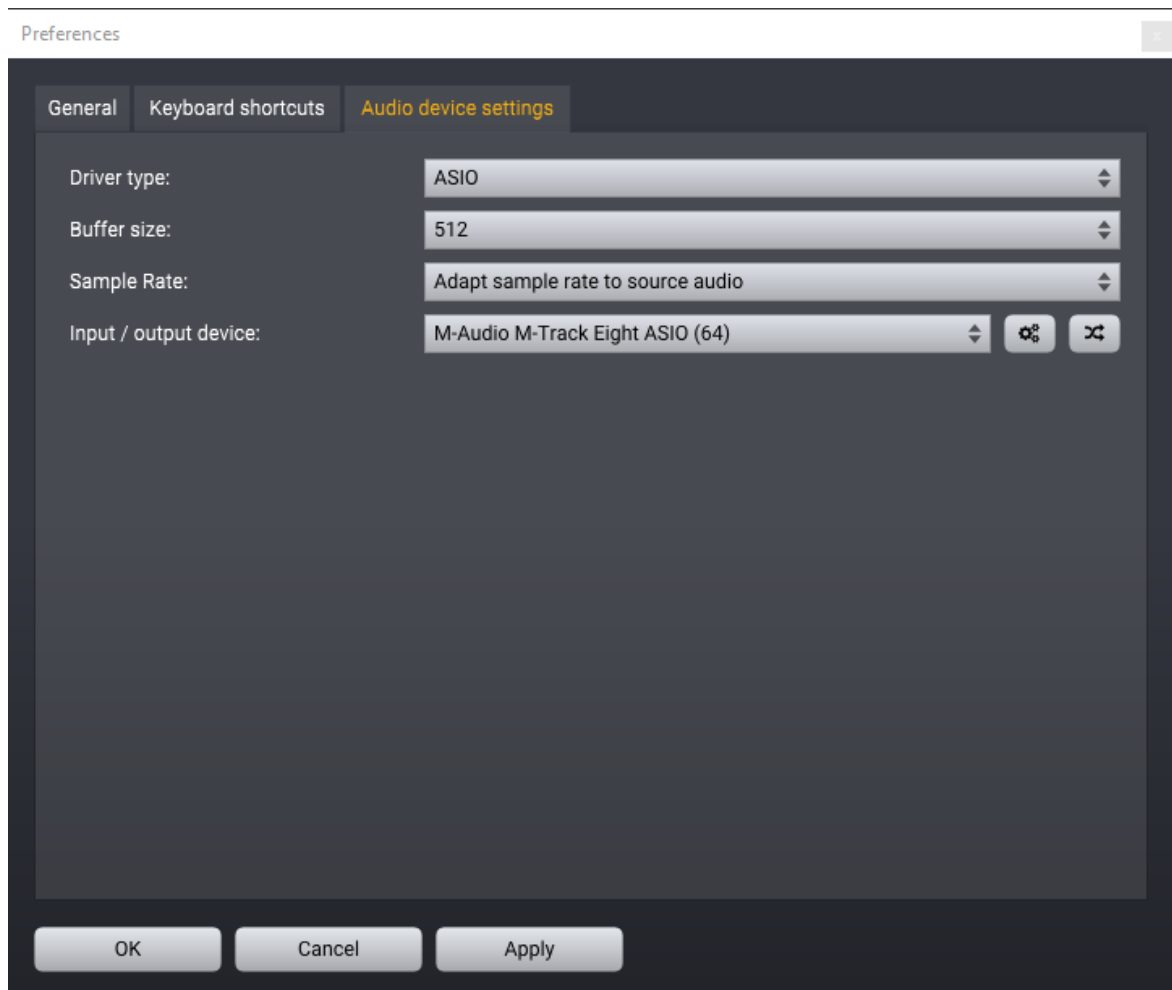 Preferences
x
General Keyboard shortcuts Audio device settings
Driver type: ASIO
Buffer size: 512
Sample Rate: Adapt sample rate to source audio
Input / output device: M-Audio M-Track Eight ASIO (64)
OK Cancel Apply